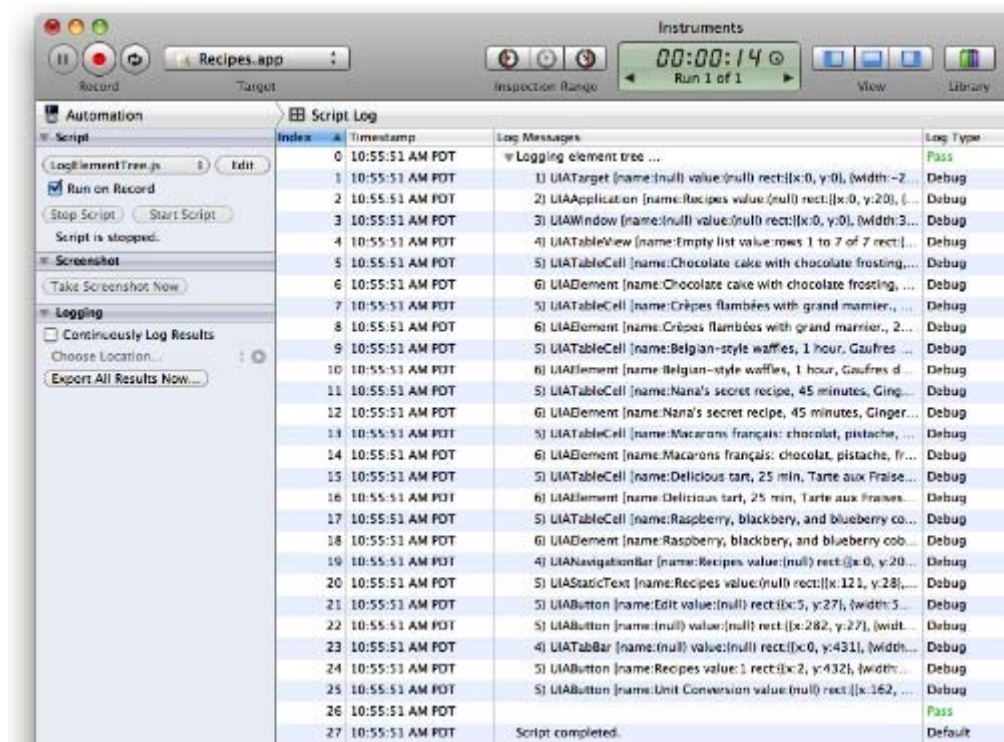 Instruments
Recipes.app
00:00:14
Run 1 of 1
Record
Target
Inspection Range
View
Library
Automation
Script Log
Script
Index Timestamp Log Messages Log Type
LogElementTree.js Edit
Run on Record
Stop Script Start Script
Script is stopped.
Screenshot
Take Screenshot Now
Logging
Continuously Log Results
Choose Location...
Export All Results Now...
0 10:55:51 AM PDT Logging element tree ... Pass
1 10:55:51 AM PDT 1) UIATarget [name:(null) value:(null) rect:{{x:0, y:0}, {width:-2... Debug
2 10:55:51 AM PDT 2) UIAApplication [name:Recipes value:(null) rect:{{x:0, y:20}, {... Debug
3 10:55:51 AM PDT 3) UIAWindow [name:(null) value:(null) rect:{{x:0, y:0}, {width:3... Debug
4 10:55:51 AM PDT 4) UIATableView [name:Empty list value:rows 1 to 7 of 7 rect:{... Debug
5 10:55:51 AM PDT 5) UIATableCell [name:Chocolate cake with chocolate frosting,... Debug
6 10:55:51 AM PDT 6) UIAElement [name:Chocolate cake with chocolate frosting, ... Debug
7 10:55:51 AM PDT 5) UIATableCell [name:Crêpes flambées with grand marnier., ... Debug
8 10:55:51 AM PDT 6) UIAElement [name:Crêpes flambées with grand marnier., 2... Debug
9 10:55:51 AM PDT 5) UIATableCell [name:Belgian-style waffles, 1 hour, Gaufres ... Debug
10 10:55:51 AM PDT 6) UIAElement [name:Belgian-style waffles, 1 hour, Gaufres d... Debug
11 10:55:51 AM PDT 5) UIATableCell [name:Nana's secret recipe, 45 minutes, Ging... Debug
12 10:55:51 AM PDT 6) UIAElement [name:Nana's secret recipe, 45 minutes, Ginger... Debug
13 10:55:51 AM PDT 5) UIATableCell [name:Macarons français: chocolat, pistache, ... Debug
14 10:55:51 AM PDT 6) UIAElement [name:Macarons français: chocolat, pistache, fr... Debug
15 10:55:51 AM PDT 5) UIATableCell [name:Delicious tart, 25 min, Tarte aux Fraise... Debug
16 10:55:51 AM PDT 6) UIAElement [name:Delicious tart, 25 min, Tarte aux Fraises... Debug
17 10:55:51 AM PDT 5) UIATableCell [name:Raspberry, blackbery, and blueberry co... Debug
18 10:55:51 AM PDT 6) UIAElement [name:Raspberry, blackbery, and blueberry cob... Debug
19 10:55:51 AM PDT 4) UIANavigationBar [name:Recipes value:(null) rect:{{x:0, y:20... Debug
20 10:55:51 AM PDT 5) UIAStaticText [name:Recipes value:(null) rect:{{x:121, y:28},... Debug
21 10:55:51 AM PDT 5) UIAButton [name:Edit value:(null) rect:{{x:5, y:27}, {width:5... Debug
22 10:55:51 AM PDT 5) UIAButton [name:(null) value:(null) rect:{{x:282, y:27}, {widt... Debug
23 10:55:51 AM PDT 4) UIATabBar [name:(null) value:(null) rect:{{x:0, y:431}, {width:... Debug
24 10:55:51 AM PDT 5) UIAButton [name:Recipes value:1 rect:{{x:2, y:432}, {width:... Debug
25 10:55:51 AM PDT 5) UIAButton [name:Unit Conversion value:(null) rect:{{x:162, ... Debug
26 10:55:51 AM PDT Pass
27 10:55:51 AM PDT Script completed. Default